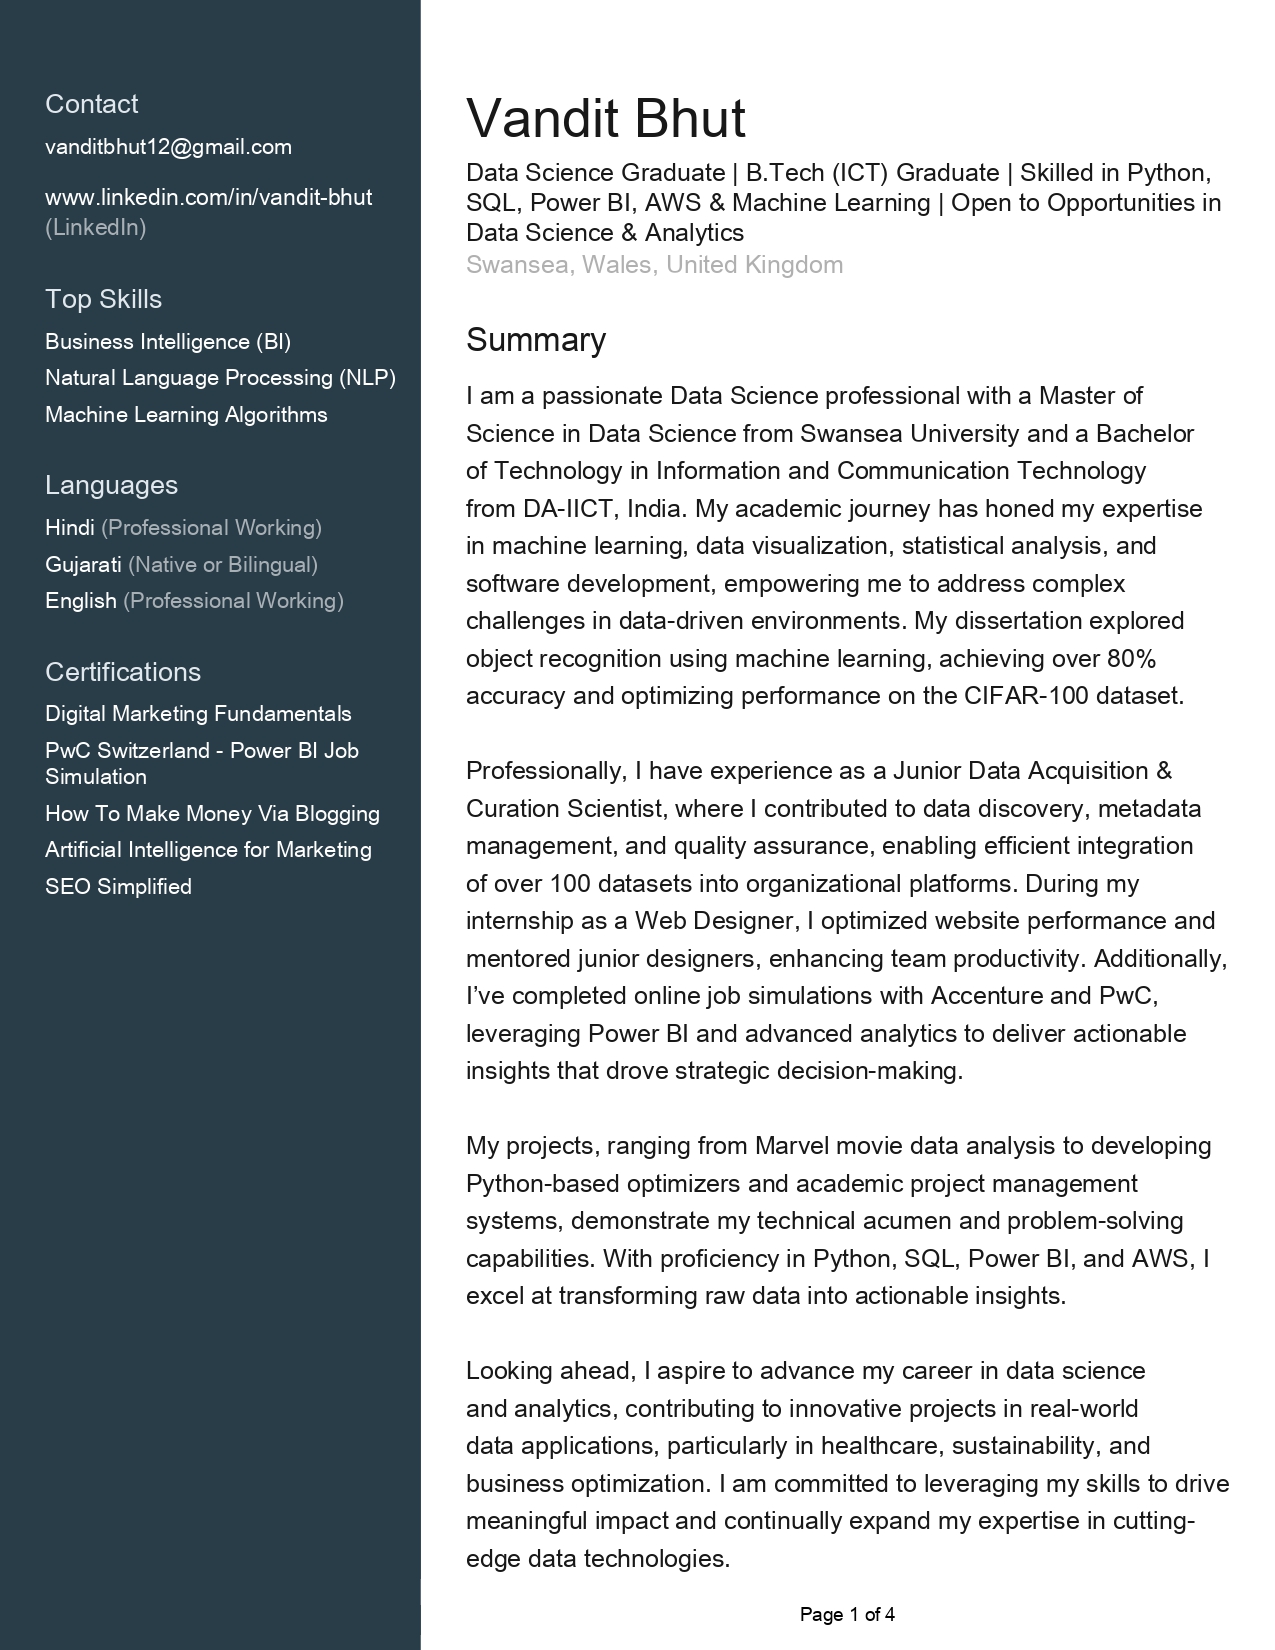 Contact
vanditbhut12@gmail.com
www.linkedin.com/in/vandit-bhut
(LinkedIn)
Top Skills
Business Intelligence (BI)
Natural Language Processing (NLP)
Machine Learning Algorithms
Languages
Hindi (Professional Working)
Gujarati (Native or Bilingual)
English (Professional Working)
Certifications
Digital Marketing Fundamentals
PwC Switzerland - Power BI Job
Simulation
How To Make Money Via Blogging
Artificial Intelligence for Marketing
SEO Simplified
Vandit Bhut
Data Science Graduate | B.Tech (ICT) Graduate | Skilled in Python,
SQL, Power BI, AWS & Machine Learning | Open to Opportunities in
Data Science & Analytics
Swansea, Wales, United Kingdom
Summary
I am a passionate Data Science professional with a Master of
Science in Data Science from Swansea University and a Bachelor
of Technology in Information and Communication Technology
from DA-IICT, India. My academic journey has honed my expertise
in machine learning, data visualization, statistical analysis, and
software development, empowering me to address complex
challenges in data-driven environments. My dissertation explored
object recognition using machine learning, achieving over 80%
accuracy and optimizing performance on the CIFAR-100 dataset.
Professionally, I have experience as a Junior Data Acquisition &
Curation Scientist, where I contributed to data discovery, metadata
management, and quality assurance, enabling efficient integration
of over 100 datasets into organizational platforms. During my
internship as a Web Designer, I optimized website performance and
mentored junior designers, enhancing team productivity. Additionally,
I’ve completed online job simulations with Accenture and PwC,
leveraging Power BI and advanced analytics to deliver actionable
insights that drove strategic decision-making.
My projects, ranging from Marvel movie data analysis to developing
Python-based optimizers and academic project management
systems, demonstrate my technical acumen and problem-solving
capabilities. With proficiency in Python, SQL, Power BI, and AWS, I
excel at transforming raw data into actionable insights.
Looking ahead, I aspire to advance my career in data science
and analytics, contributing to innovative projects in real-world
data applications, particularly in healthcare, sustainability, and
business optimization. I am committed to leveraging my skills to drive
meaningful impact and continually expand my expertise in cutting-
edge data technologies.
Page 1 of 4